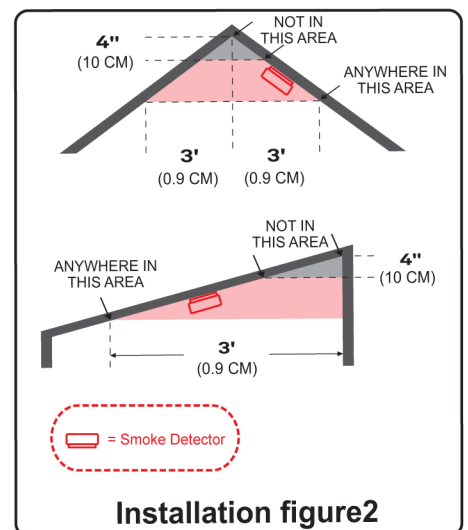 NOT IN
THIS AREA
4"
(10 CM)
ANYWHERE IN
THIS AREA
3'
(0.9 CM)
3'
(0.9 CM)
NOT IN
THIS AREA
4"
(10 CM)
ANYWHERE IN
THIS AREA
3'
(0.9 CM)
= Smoke Detector
Installation figure2